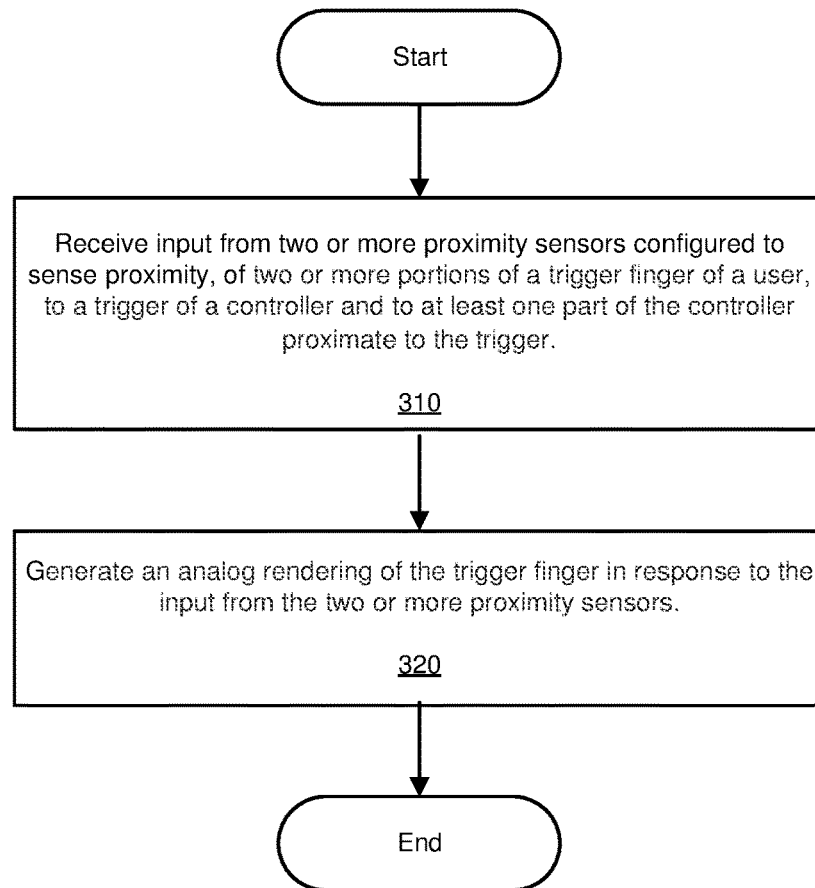 Start
Receive input from two or more proximity sensors configured to
sense proximity, of two or more portions of a trigger finger of a user,
to a trigger of a controller and to at least one part of the controller
proximate to the trigger.
310
Generate an analog rendering of the trigger finger in response to the
input from the two or more proximity sensors.
320
End